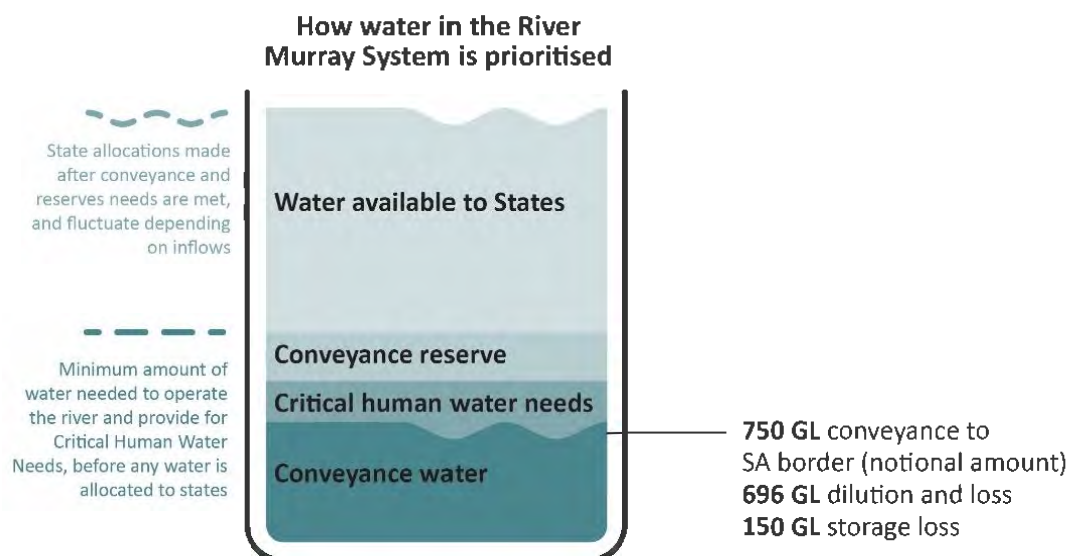 How water in the River
Murray System is prioritised
State allocations made
after conveyance and
reserves needs are met,
and fluctuate depending
on inflows
Water available to States
Minimum amount of
water needed to operate
the river and provide for
Critical Human Water
Needs, before any water is
allocated to states
Conveyance reserve
Critical human water needs
Conveyance water
750 GL conveyance to
SA border (notional amount)
696 GL dilution and loss
150 GL storage loss